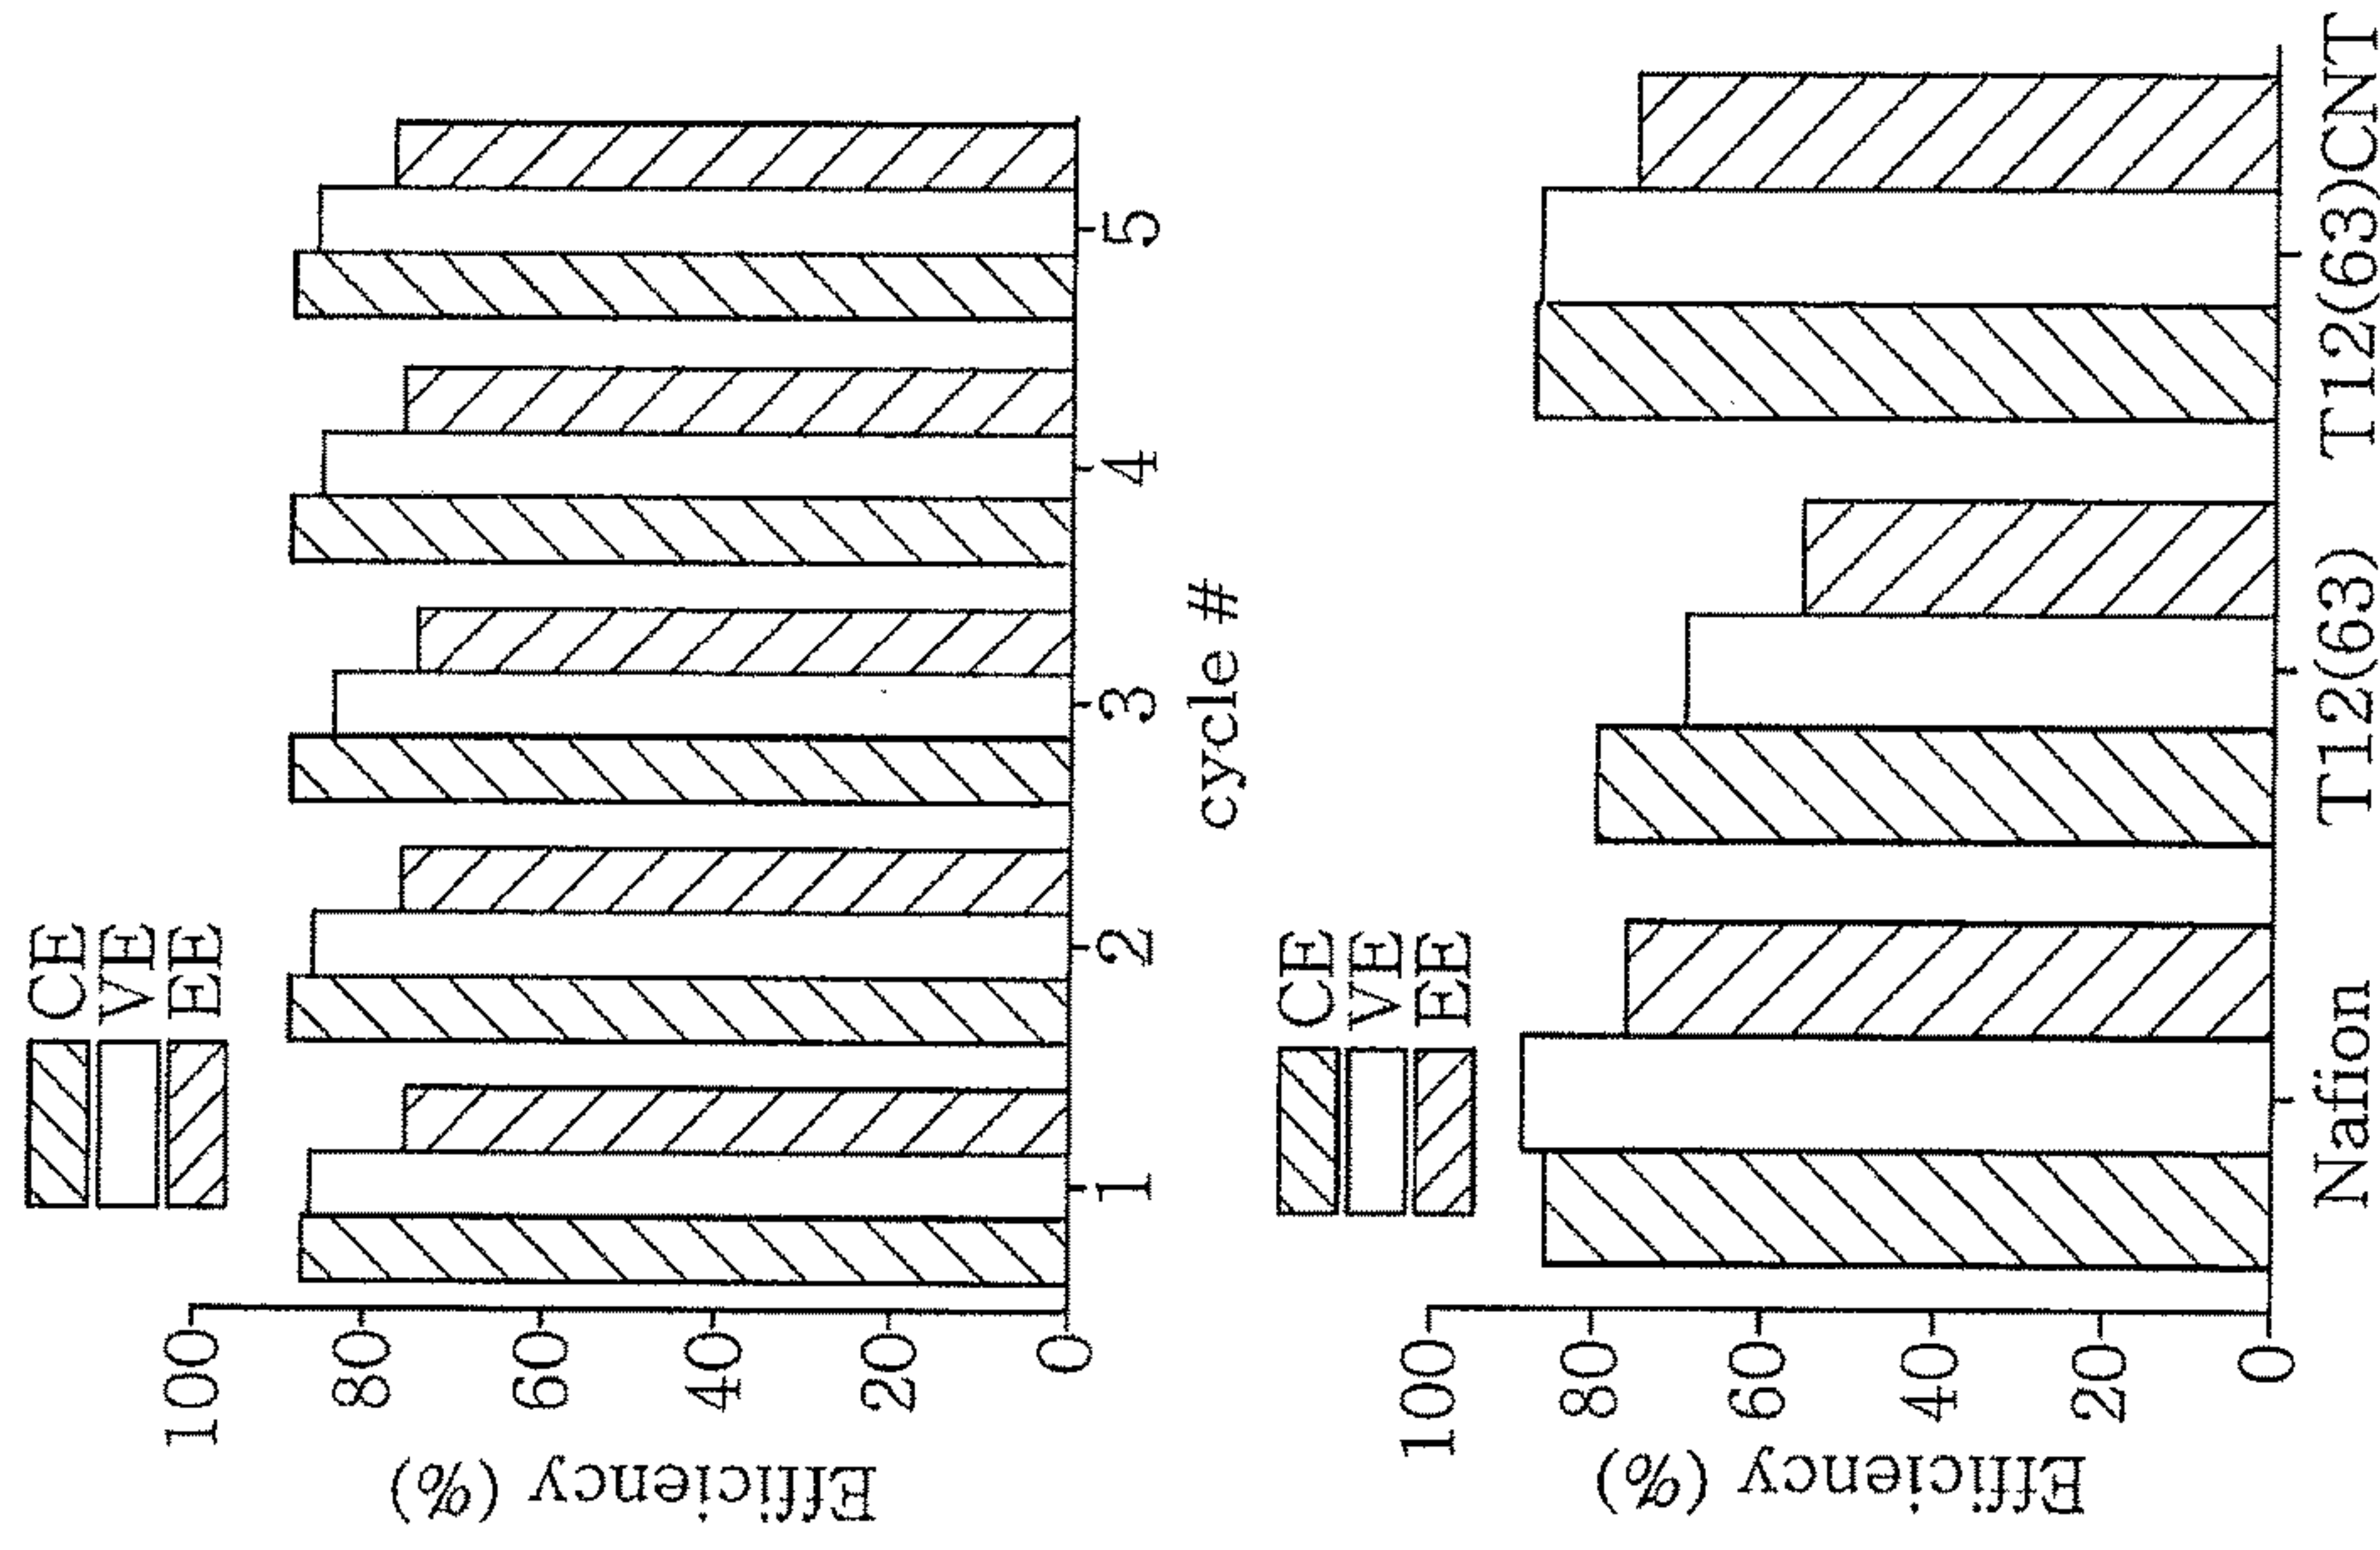 CE
VE
EE
Efficiency (%)
100
80
60
40
20
0
1
2
3
4
5
cycle #
CE
VE
EE
Efficiency (%)
100
80
60
40
20
0
Nafion
T12(63)
T12(63)CNT